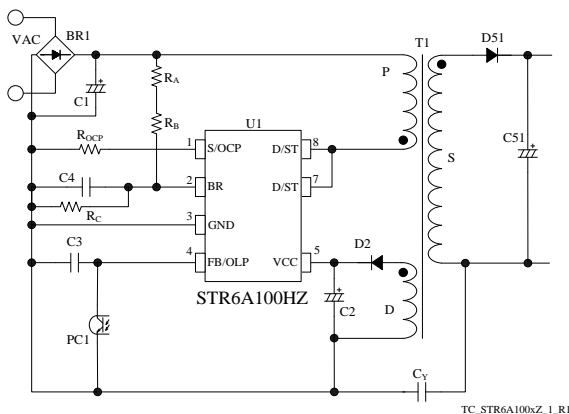 VAC
BR1
T1
D51
P
RA
C1
U1
RB
C51
ROCP
1
S/OCP
D/ST
8
S
C4
2
BR
D/ST
7
RC
3
GND
D2
C3
4
FB/OLP
VCC
5
STR6A100HZ
C2
D
PC1
CY
TC_STR6A100xZ_1_R1